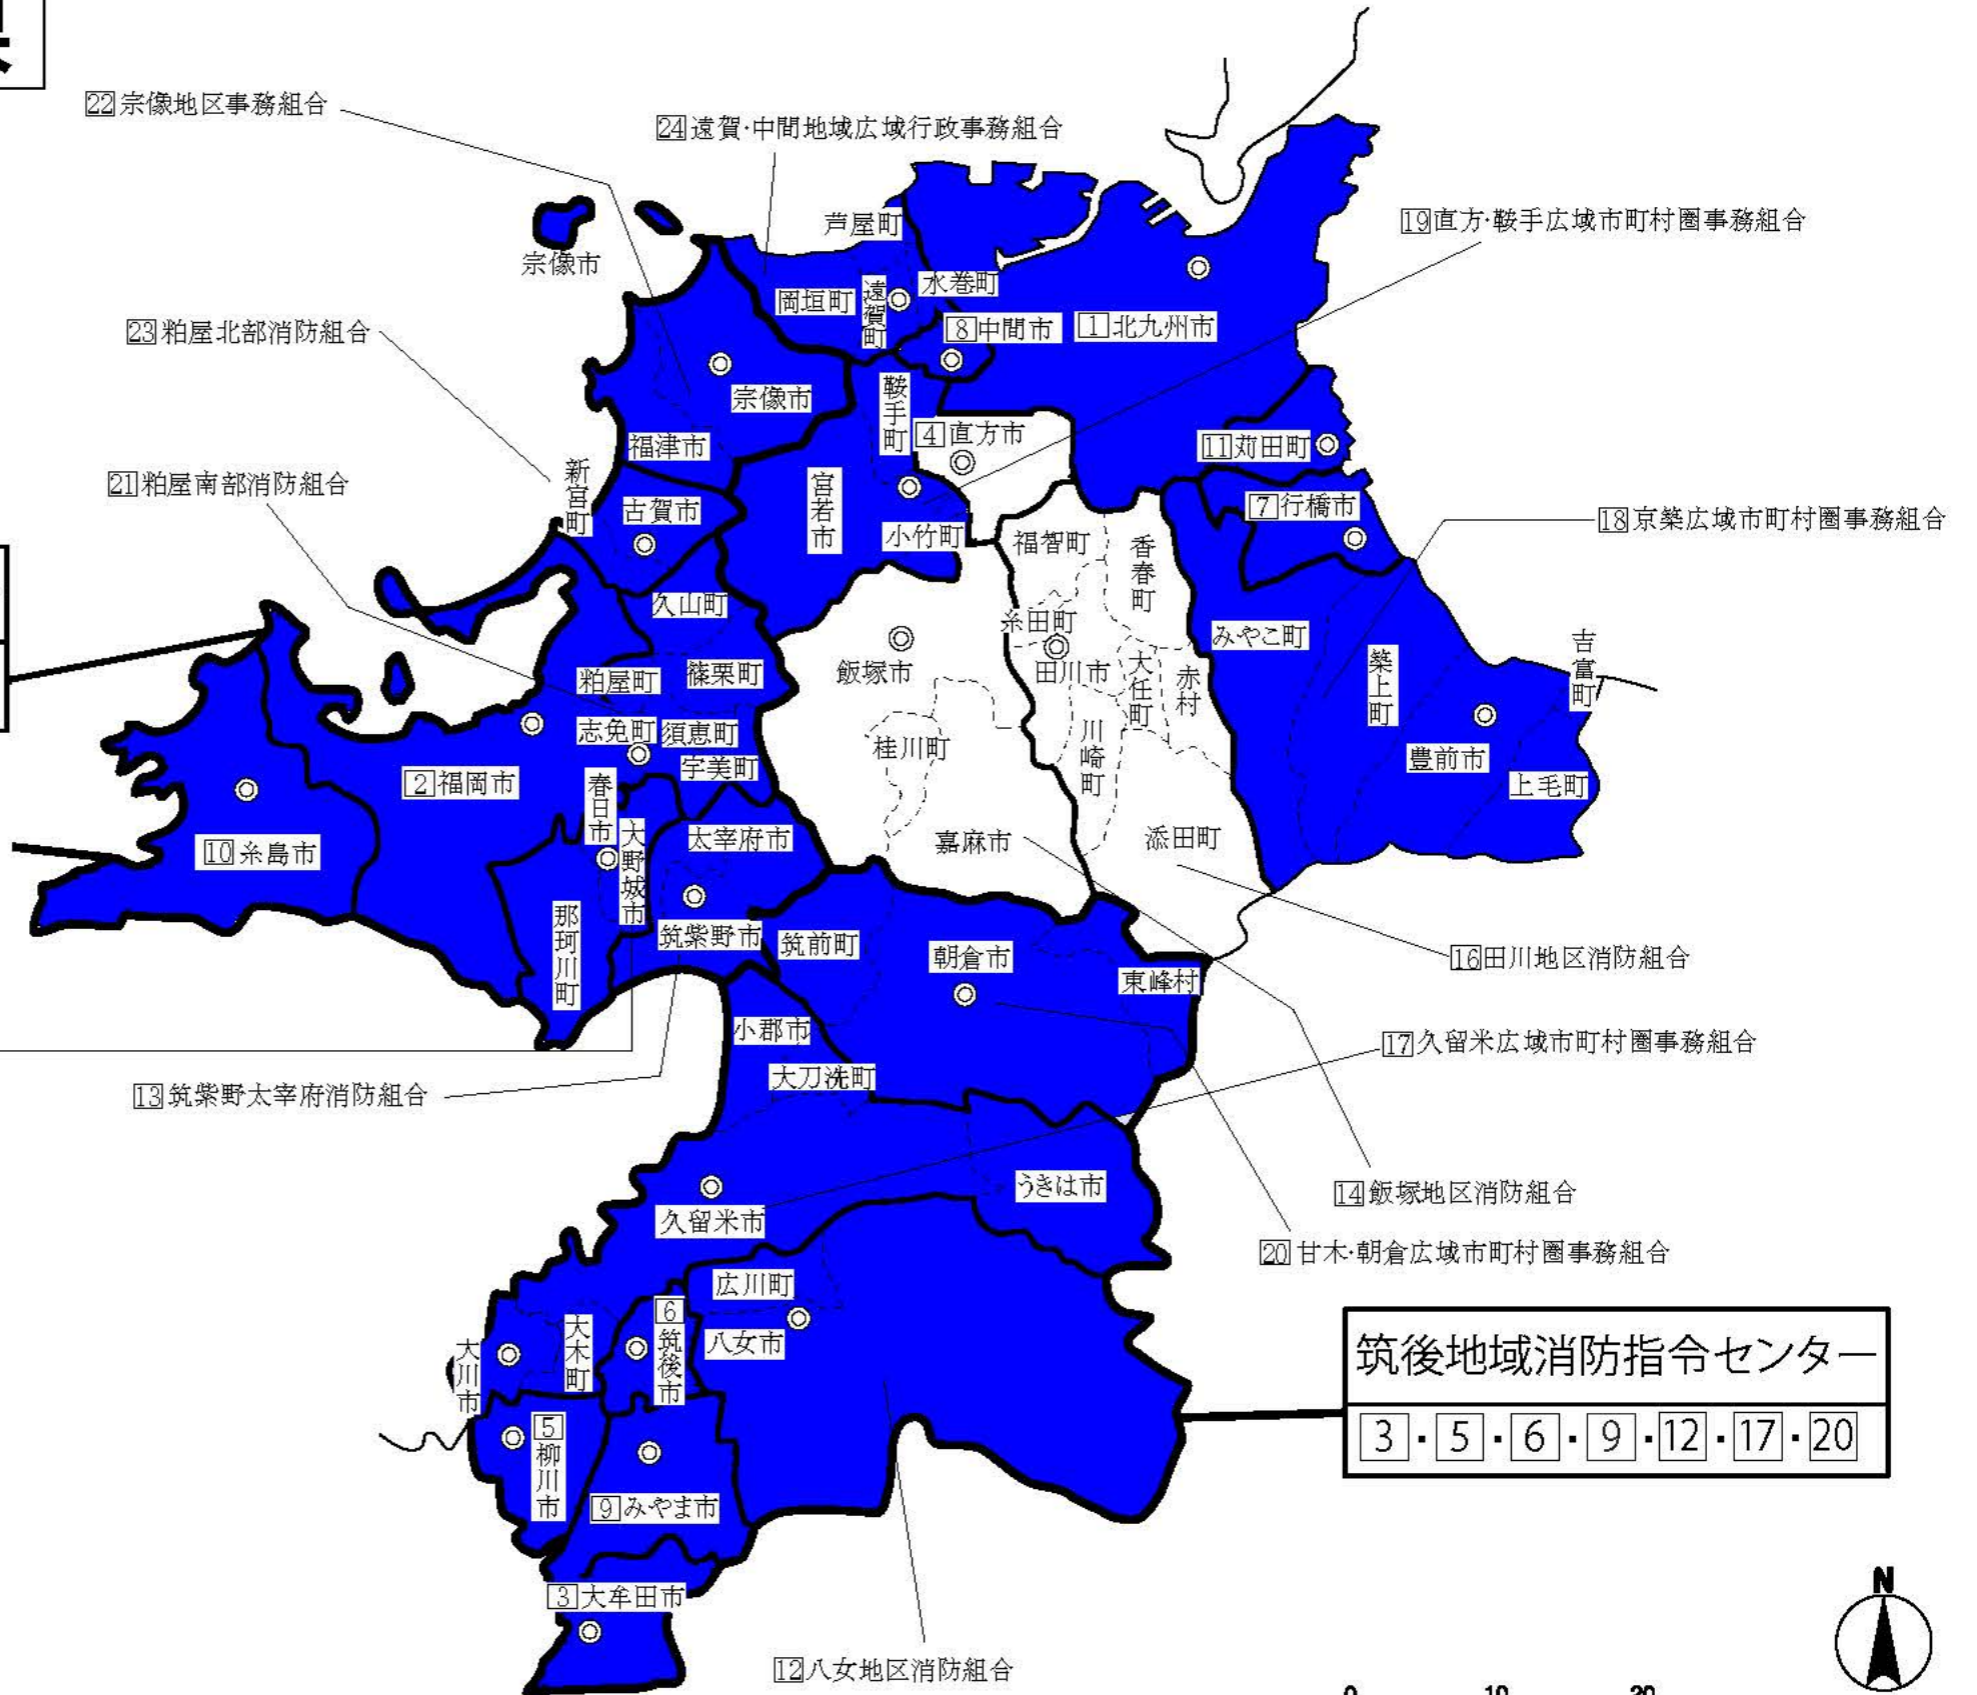 22宗像地区事務組合
24遠賀・中間地域広域行政事務組合
芦屋町
19直方・鞍手広域市町村圏事務組合
宗像市
岡垣町
遠賀町
水巻町
23粕屋北部消防組合
8中間市
1北九州市
宗像市
鞍手町
4直方市
11苅田町
福津市
21粕屋南部消防組合
新宮町
古賀市
宮若市
小竹町
7行橋市
18京築広域市町村圏事務組合
福智町
香春町
久山町
糸田町
みやこ町
吉富町
粕屋町
篠栗町
飯塚市
田川市
大任町
赤村
築上町
志免町
須恵町
桂川町
川崎町
豊前市
宇美町
上毛町
2福岡市
春日市
大野城市
太宰府市
嘉麻市
添田町
10糸島市
那珂川町
筑紫野市
筑前町
朝倉市
東峰村
16田川地区消防組合
小郡市
17久留米広域市町村圏事務組合
大刀洗町
13筑紫野太宰府消防組合
うきは市
14飯塚地区消防組合
久留米市
20甘木・朝倉広域市町村圏事務組合
広川町
6筑後市
大木町
大川市
八女市
筑後地域消防指令センター
3・5・6・9・12・17・20
5柳川市
9みやま市
3大牟田市
12八女地区消防組合
N